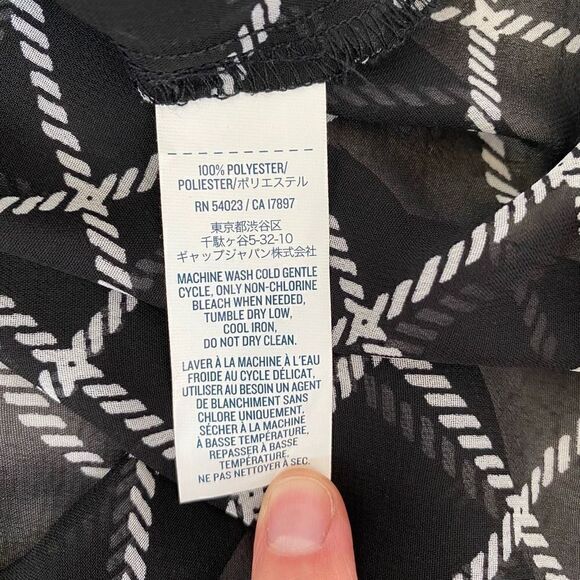 100% POLYESTER/
POLIESTER/ポリエステル
RN 54023 / CA 17897
東京都渋谷区
千駄ヶ谷5-32-10
ギャップジャパン株式会社
MACHINE WASH COLD GENTLE
CYCLE, ONLY NON-CHLORINE
BLEACH WHEN NEEDED,
TUMBLE DRY LOW,
COOL IRON,
DO NOT DRY CLEAN.
LAVER À LA MACHINE À L'EAU
FROIDE AU CYCLE DÉLICAT,
UTILISER AU BESOIN UN AGENT
DE BLANCHIMENT SANS
CHLORE UNIQUEMENT,
SÉCHER À LA MACHINE
À BASSE TEMPÉRATURE,
REPASSER À BASSE
TEMPÉRATURE.
NE PAS NETTOYER À SEC.